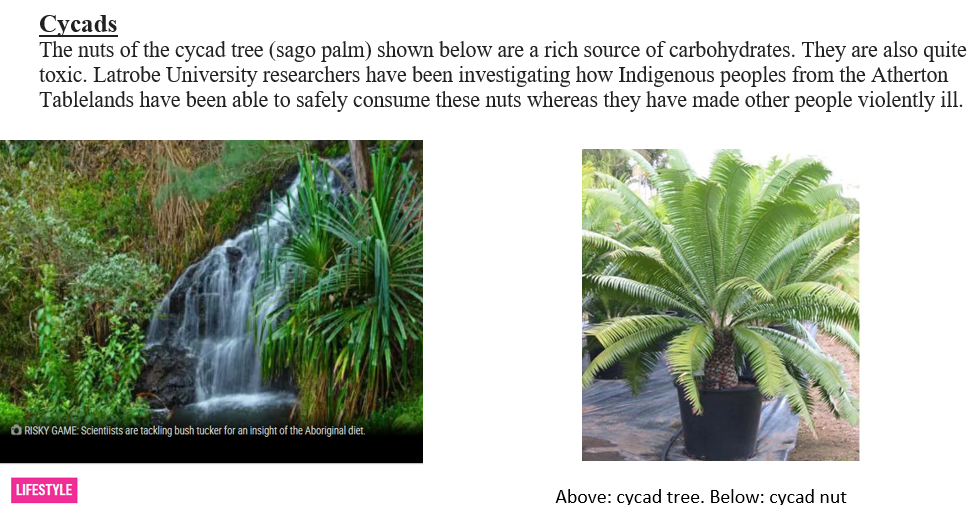 Cycads
The nuts of the cycad tree (sago palm) shown below are a rich source of carbohydrates. They are also quite
toxic. Latrobe University researchers have been investigating how Indigenous peoples from the Atherton
Tablelands have been able to safely consume these nuts whereas they have made other people violently ill.
RISKY GAME: Scientiists are tackling bush tucker for an insight of the Aboriginal diet.
LIFESTYLE
Above: cycad tree. Below: cycad nut